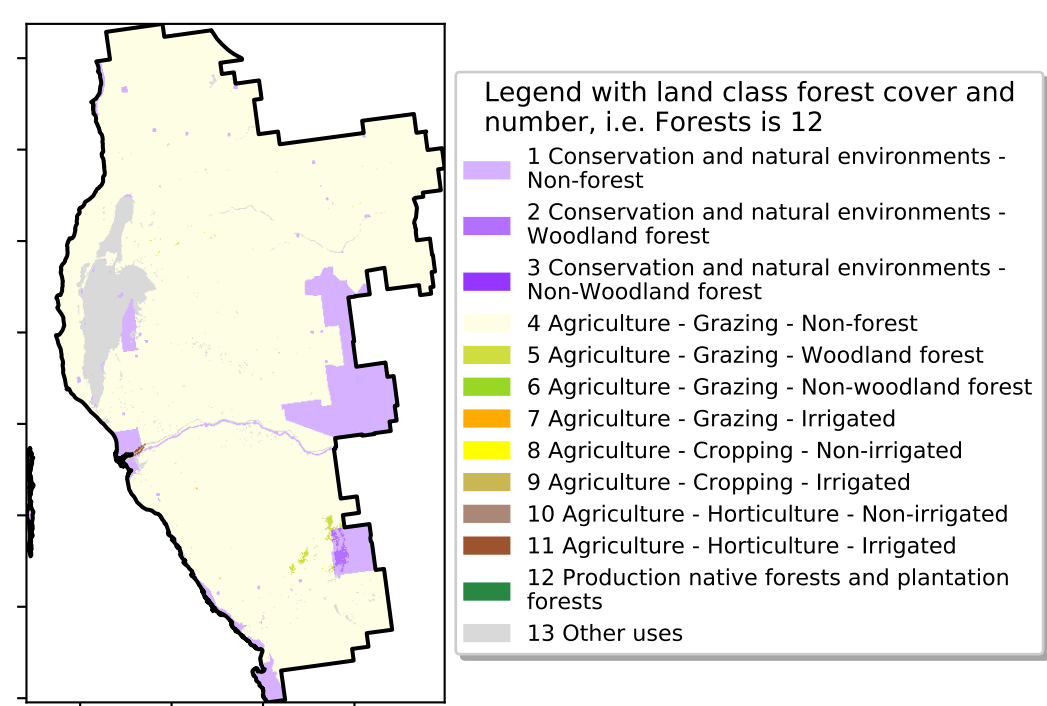 Legend with land class forest cover and
number, i.e. Forests is 12
1 Conservation and natural environments -
Non-forest
2 Conservation and natural environments -
Woodland forest
3 Conservation and natural environments -
Non-Woodland forest
4 Agriculture - Grazing - Non-forest
5 Agriculture - Grazing - Woodland forest
6 Agriculture - Grazing - Non-woodland forest
7 Agriculture - Grazing - Irrigated
8 Agriculture - Cropping - Non-irrigated
9 Agriculture - Cropping - Irrigated
10 Agriculture - Horticulture - Non-irrigated
11 Agriculture - Horticulture - Irrigated
12 Production native forests and plantation
forests
13 Other uses